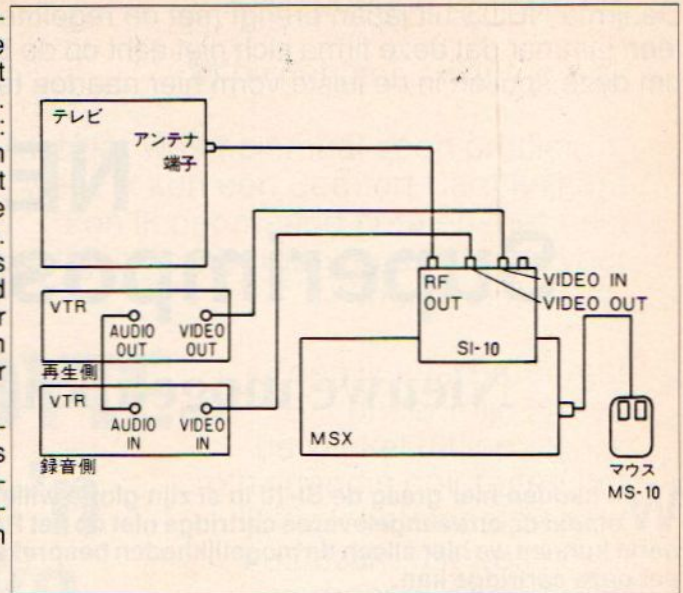 テレビ
アンテナ
端子
RF
OUT
VIDEO IN
VIDEO OUT
SI-10
VTR
AUDIO
OUT
VIDEO
OUT
再生側
VTR
AUDIO
IN
VIDEO
IN
録音側
MSX
マウス
MS-10